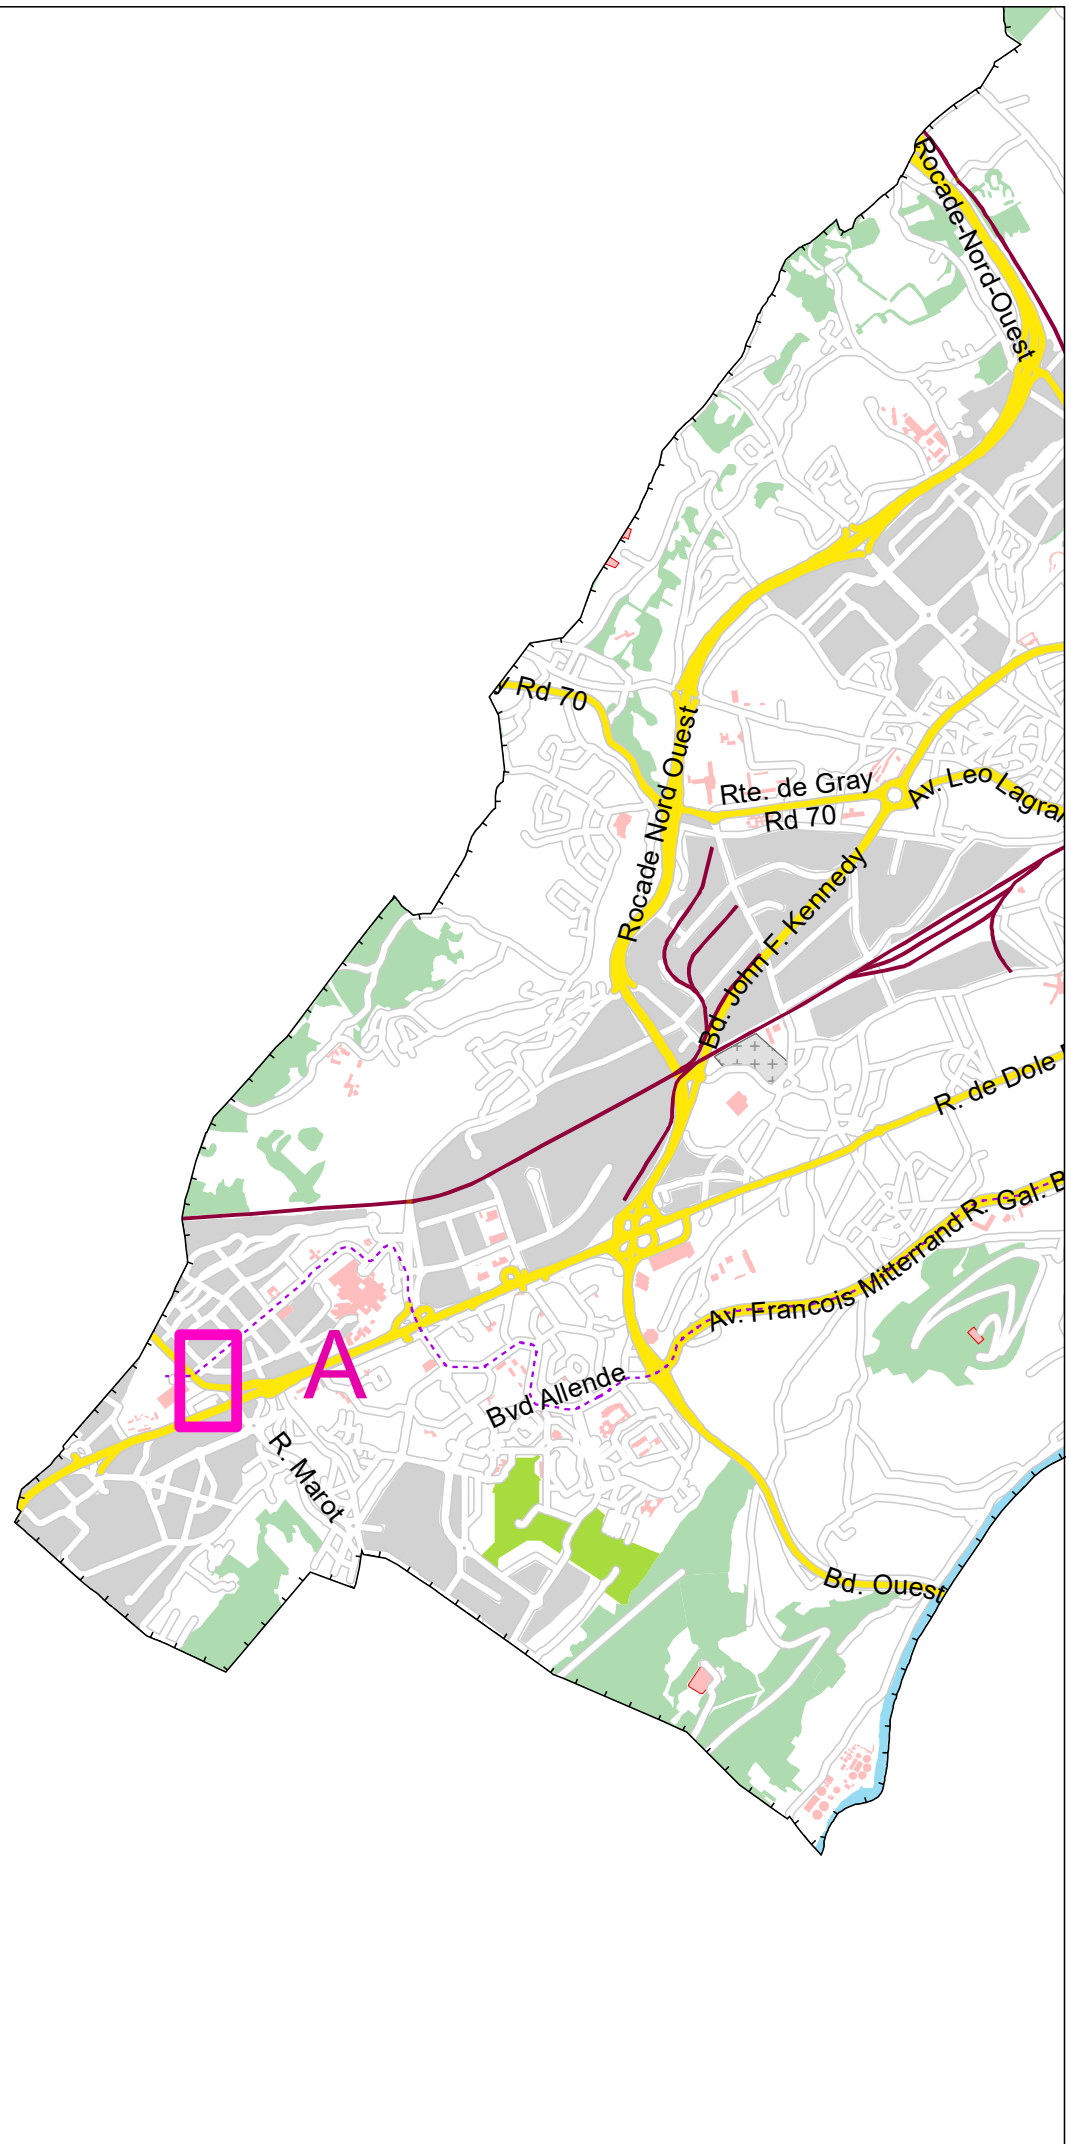 Rocade-Nord-Ouest
y Rd 70
Rocade Nord Ouest
Rte. de Gray
Rd 70
Av. Leo Lagran
Bd. John F. Kennedy
R. de Dole
R. Gal. B
Av. Francois Mitterrand
A
Bvd Allende
R. Marot
Bd. Ouest